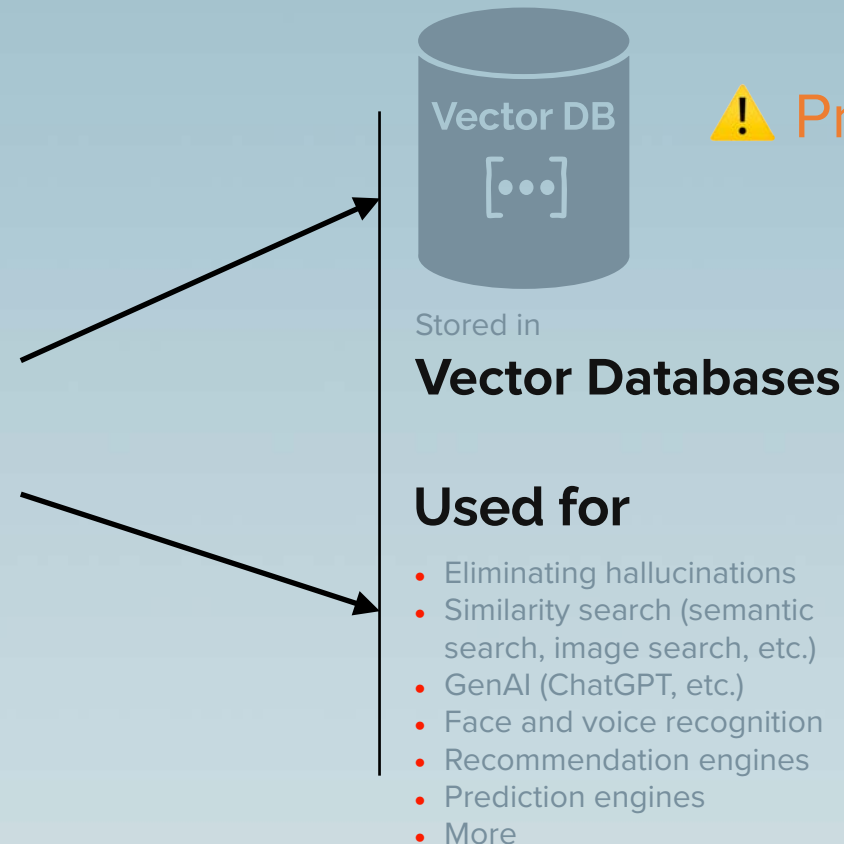 Vector DB
[•••]
Stored in
Vector Databases
Used for
• Eliminating hallucinations
• Similarity search (semantic
search, image search, etc.)
• GenAI (ChatGPT, etc.)
• Face and voice recognition
• Recommendation engines
• Prediction engines
• More